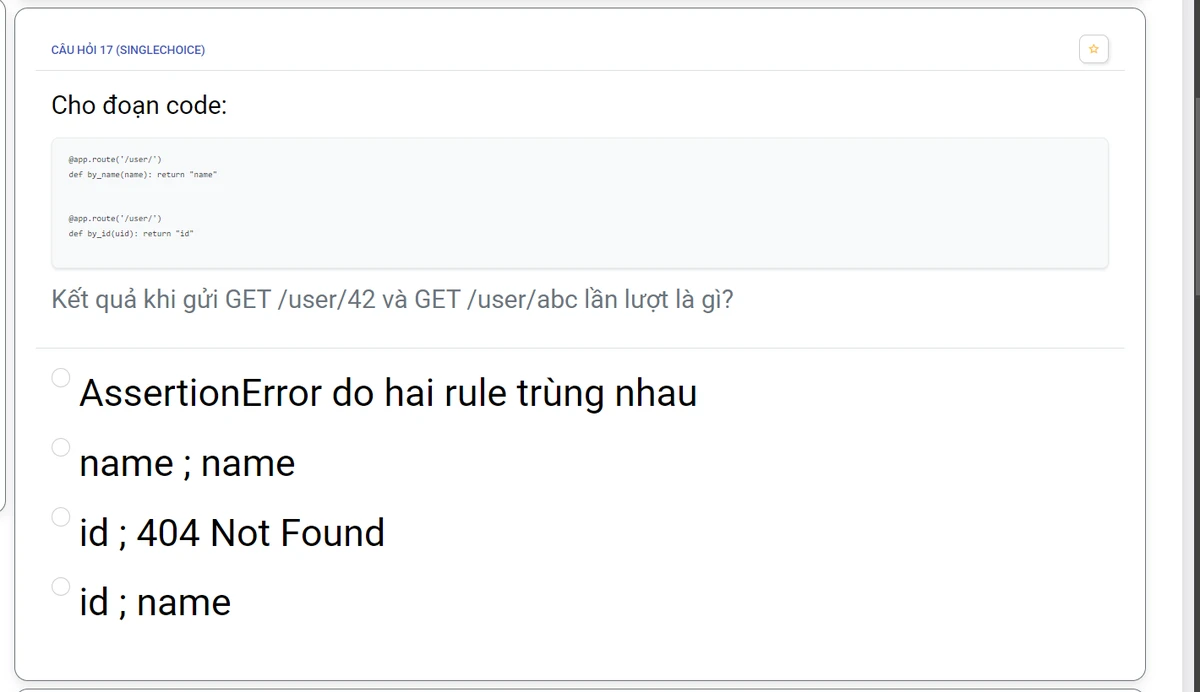 CÂU HỎI 17 (SINGLECHOICE)
Cho đoạn code:
@app.route('/user/')
def by_name(name): return "name"
@app.route('/user/')
def by_id(uid): return "id"
Kết quả khi gửi GET /user/42 và GET /user/abc lần lượt là gì?
AssertionError do hai rule trùng nhau
name ; name
id ; 404 Not Found
id ; name